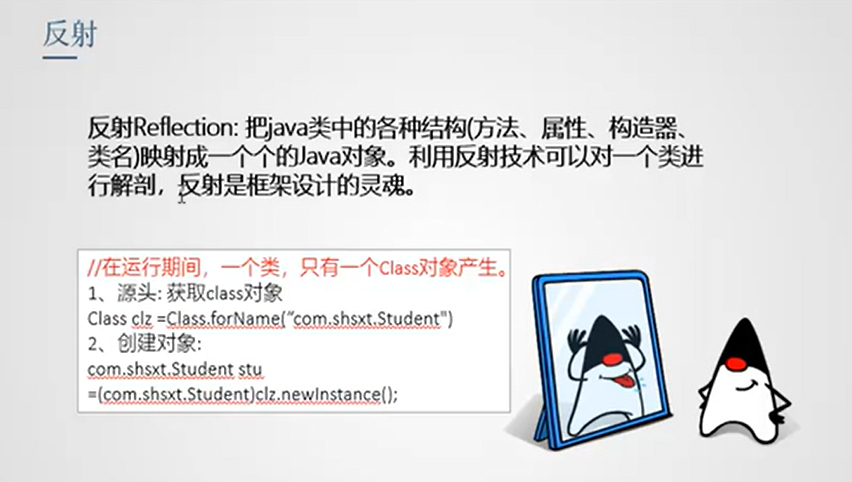 反射
反射Reflection: 把java类中的各种结构(方法、属性、构造器、
类名)映射成一个个的Java对象。利用反射技术可以对一个类进
行解剖，反射是框架设计的灵魂。
//在运行期间，一个类，只有一个Class对象产生。
1、源头: 获取class对象
Class clz =Class.forName(“com.shsxt.Student")
2、创建对象:
com.shsxt.Student stu
=(com.shsxt.Student)clz.newInstance();